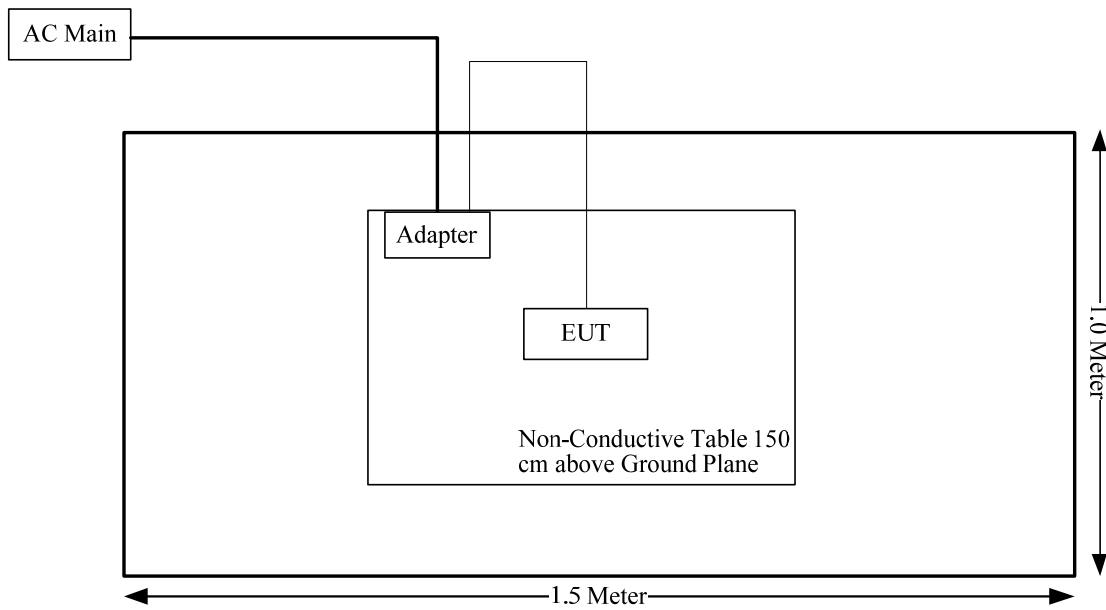 AC Main
Adapter
EUT
Non-Conductive Table 150
cm above Ground Plane
1.0 Meter
1.5 Meter